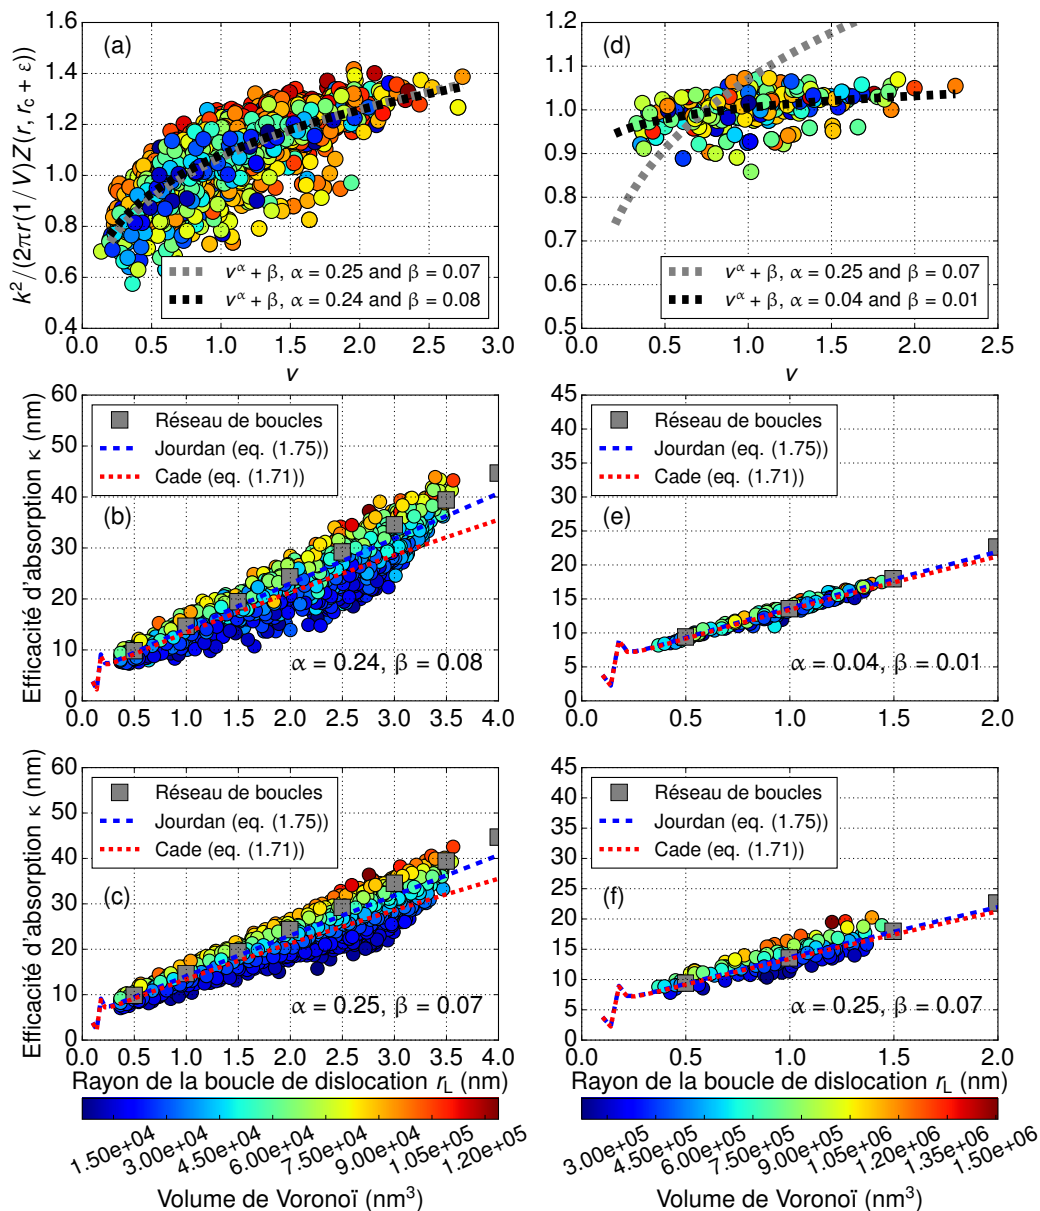 k²/(2πr(1/V)Z(r, r_c + ε))
(a)
1.6
1.4
1.2
1.0
0.8
0.6
0.4
0.0 0.5 1.0 1.5 2.0 2.5 3.0
v
v^α + β, α = 0.25 and β = 0.07
v^α + β, α = 0.24 and β = 0.08
(d)
1.2
1.1
1.0
0.9
0.8
0.7
0.6
0.5
0.0 0.5 1.0 1.5 2.0 2.5
v
v^α + β, α = 0.25 and β = 0.07
v^α + β, α = 0.04 and β = 0.01
Efficacité d'absorption κ (nm)
60
50
40
30
20
10
0
Réseau de boucles
Jourdan (eq. (1.75))
Cade (eq. (1.71))
(b)
α = 0.24, β = 0.08
0.0 0.5 1.0 1.5 2.0 2.5 3.0 3.5 4.0
45
40
35
30
25
20
15
10
5
0
Réseau de boucles
Jourdan (eq. (1.75))
Cade (eq. (1.71))
(e)
α = 0.04, β = 0.01
0.0 0.5 1.0 1.5 2.0
Efficacité d'absorption κ (nm)
60
50
40
30
20
10
0
Réseau de boucles
Jourdan (eq. (1.75))
Cade (eq. (1.71))
(c)
α = 0.25, β = 0.07
0.0 0.5 1.0 1.5 2.0 2.5 3.0 3.5 4.0
Rayon de la boucle de dislocation r_L (nm)
45
40
35
30
25
20
15
10
5
0
Réseau de boucles
Jourdan (eq. (1.75))
Cade (eq. (1.71))
(f)
α = 0.25, β = 0.07
0.0 0.5 1.0 1.5 2.0
Rayon de la boucle de dislocation r_L (nm)
1.50e+04 3.00e+04 4.50e+04 6.00e+04 7.50e+04 9.00e+04 1.05e+05 1.20e+05
Volume de Voronoï (nm³)
3.00e+05 4.50e+05 6.00e+05 7.50e+05 9.00e+05 1.05e+06 1.20e+06 1.35e+06 1.50e+06
Volume de Voronoï (nm³)